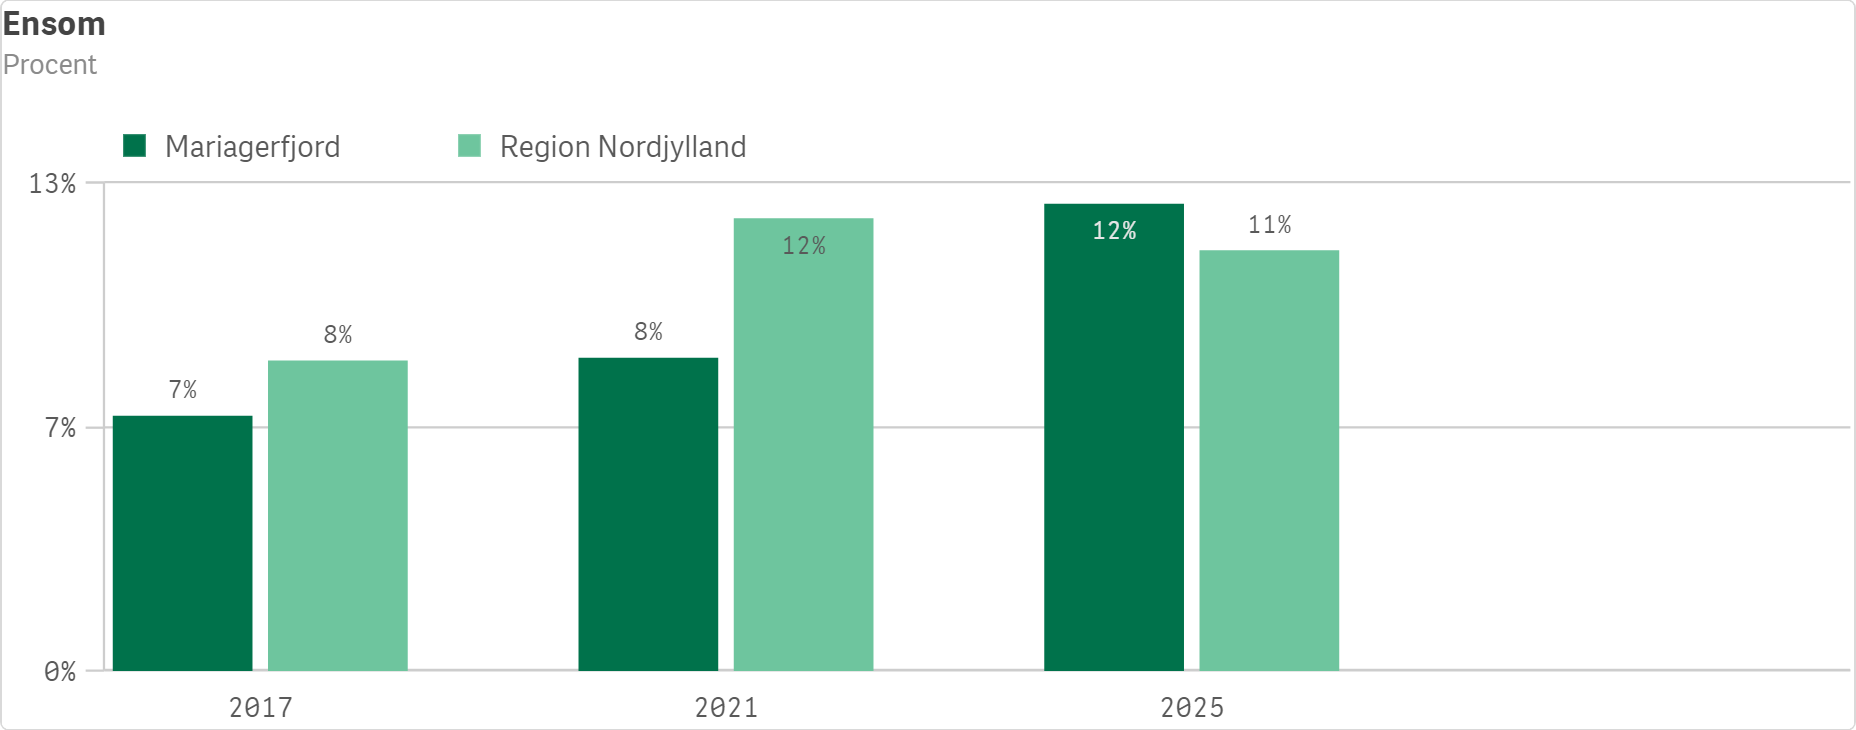 Ensom
Procent
Mariagerfjord Region Nordjylland
13%
7%
0%
7%
8%
8%
12%
12%
11%
2017 2021 2025